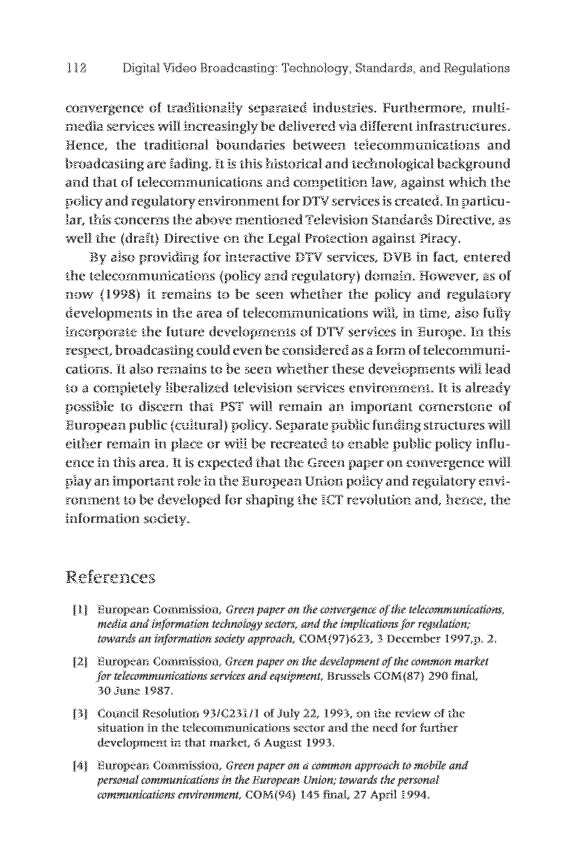 112 Digital Video Broadcasting: Technology, Standards, and Regulations
convergence of traditionally separated industries. Furthermore, multi-
media services will increasingly be delivered via different infrastructures.
Hence, the traditional boundaries between telecommunications and
broadcasting are fading. It is this historical and technological background
and that of telecommunications and competition law, against which the
policy and regulatory environment for DTV services is created. In particu-
lar, this concerns the above mentioned Television Standards Directive, as
well the (draft) Directive on the Legal Protection against Piracy.
By also providing for interactive DTV services, DVB in fact, entered
the telecommunications (policy and regulatory) domain. However, as of
now (1998) it remains to be seen whether the policy and regulatory
developments in the area of telecommunications will, in time, also fully
incorporate the future developments of DTV services in Europe. In this
respect, broadcasting could even be considered as a form of telecommuni-
cations. It also remains to be seen whether these developments will lead
to a completely liberalized television services environment. It is already
possible to discern that PST will remain an important cornerstone of
European public (cultural) policy. Separate public funding structures will
either remain in place or will be recreated to enable public policy influ-
ence in this area. It is expected that the Green paper on convergence will
play an important role in the European Union policy and regulatory envi-
ronment to be developed for shaping the ICT revolution and, hence, the
information society.
References
[1] European Commission, Green paper on the convergence of the telecommunications,
media and information technology sectors, and the implications for regulation;
towards an information society approach, COM(97)623, 3 December 1997,p. 2.
[2] European Commission, Green paper on the development of the common market
for telecommunications services and equipment, Brussels COM(87) 290 final,
30 June 1987.
[3] Council Resolution 93/C231/1 of July 22, 1993, on the review of the
situation in the telecommunications sector and the need for further
development in that market, 6 August 1993.
[4] European Commission, Green paper on a common approach to mobile and
personal communications in the European Union; towards the personal
communications environment, COM(94) 145 final, 27 April 1994.